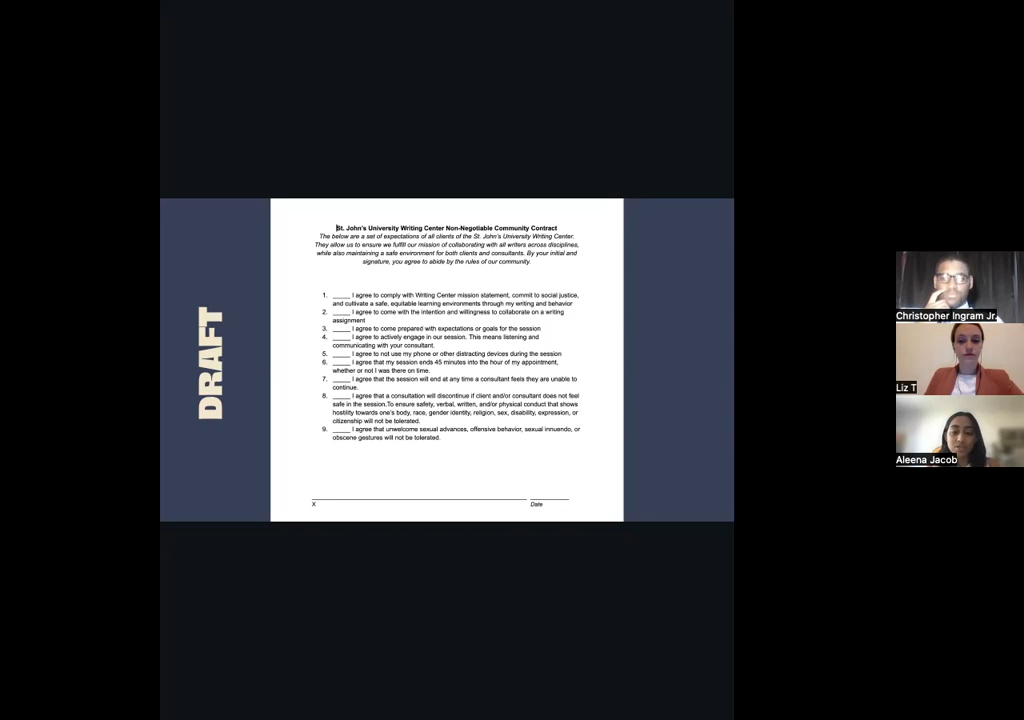 DRAFT
St. John's University Writing Center Non-Negotiable Community Contract
The below are a set of expectations of all clients of the St. John's University Writing Center.
They allow us to ensure we fulfill our mission of collaborating with all writers across disciplines,
while also maintaining a safe environment for both clients and consultants. By your initial and
signature, you agree to abide by the rules of our community.
1. _____ I agree to comply with Writing Center mission statement, commit to social justice,
and cultivate a safe, equitable learning environments through my writing and behavior
2. _____ I agree to come with the intention and willingness to collaborate on a writing
assignment
3. _____ I agree to come prepared with expectations or goals for the session
4. _____ I agree to actively engage in our session. This means listening and
communicating with your consultant.
5. _____ I agree to not use my phone or other distracting devices during the session
6. _____ I agree that my session ends 45 minutes into the hour of my appointment,
whether or not I was there on time.
7. _____ I agree that the session will end at any time a consultant feels they are unable to
continue.
8. _____ I agree that a consultation will discontinue if client and/or consultant does not feel
safe in the session.To ensure safety, verbal, written, and/or physical conduct that shows
hostility towards one's body, race, gender identity, religion, sex, disability, expression, or
citizenship will not be tolerated.
9. _____ I agree that unwelcome sexual advances, offensive behavior, sexual innuendo, or
obscene gestures will not be tolerated.
X
Date
Christopher Ingram Jr.
Liz T
Aleena Jacob